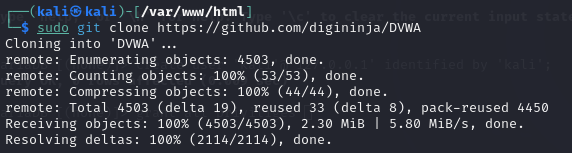 ┌──(kali㉿kali)-[/var/www/html]
└─$ sudo git clone https://github.com/digininja/DVWA
Cloning into 'DVWA'...
remote: Enumerating objects: 4503, done.
remote: Counting objects: 100% (53/53), done.
remote: Compressing objects: 100% (44/44), done.
remote: Total 4503 (delta 19), reused 33 (delta 8), pack-reused 4450
Receiving objects: 100% (4503/4503), 2.30 MiB | 5.80 MiB/s, done.
Resolving deltas: 100% (2114/2114), done.